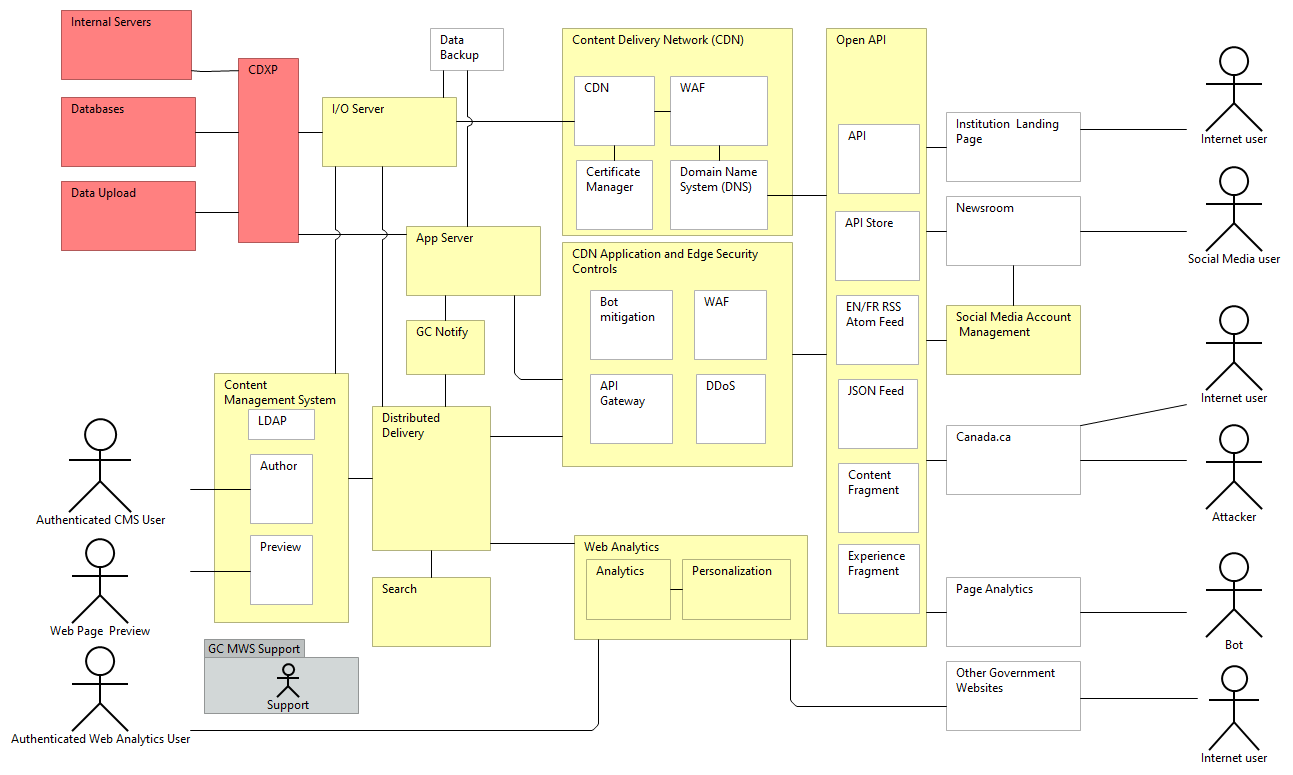 Internal Servers
CDXP
Databases
Data Upload
I/O Server
Data
Backup
App Server
GC Notify
Content Delivery Network (CDN)
CDN
WAF
Certificate
Manager
Domain Name
System (DNS)
CDN Application and Edge Security
Controls
Bot
mitigation
WAF
API
Gateway
DDoS
Open API
API
API Store
EN/FR RSS
Atom Feed
JSON Feed
Content
Fragment
Experience
Fragment
Institution  Landing
Page
Newsroom
Social Media Account
Management
Canada.ca
Page Analytics
Other Government
Websites
Internet user
Social Media user
Internet user
Attacker
Bot
Internet user
Content
Management System
LDAP
Author
Preview
Distributed
Delivery
Search
Web Analytics
Analytics
Personalization
Authenticated CMS User
Web Page  Preview
Authenticated Web Analytics User
GC MWS Support
Support